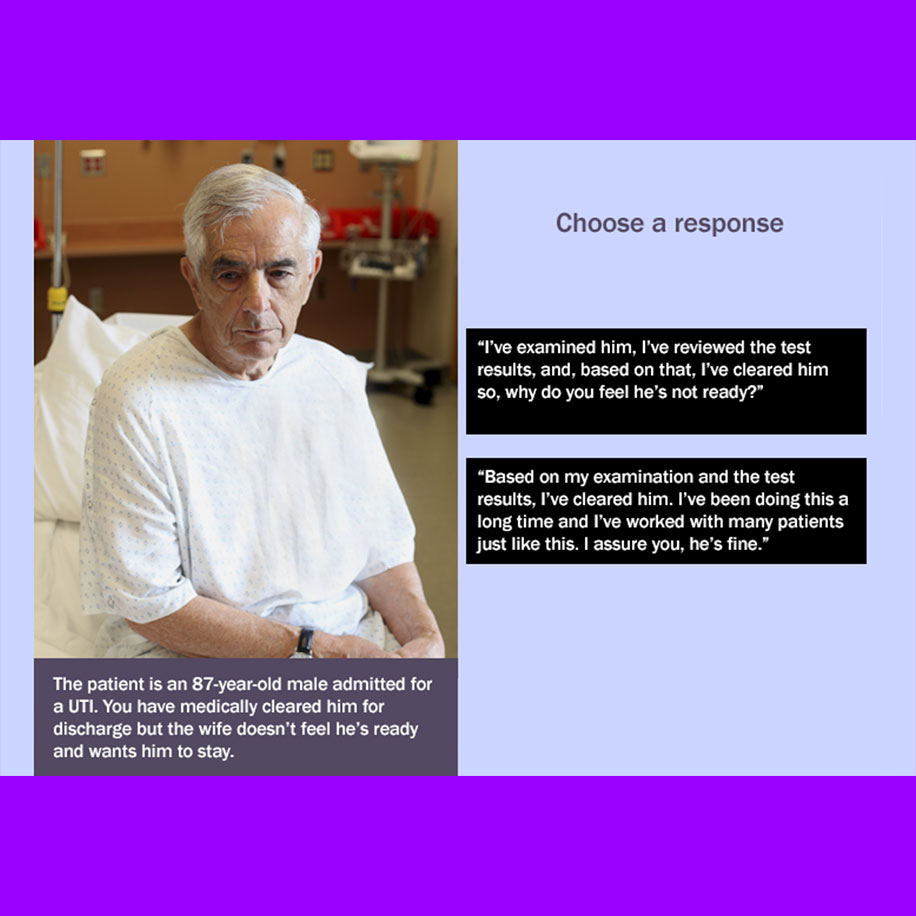 Choose a response
“I’ve examined him, I’ve reviewed the test
results, and, based on that, I’ve cleared him
so, why do you feel he’s not ready?”
“Based on my examination and the test
results, I’ve cleared him. I’ve been doing this a
long time and I’ve worked with many patients
just like this. I assure you, he’s fine.”
The patient is an 87-year-old male admitted for
a UTI. You have medically cleared him for
discharge but the wife doesn’t feel he’s ready
and wants him to stay.